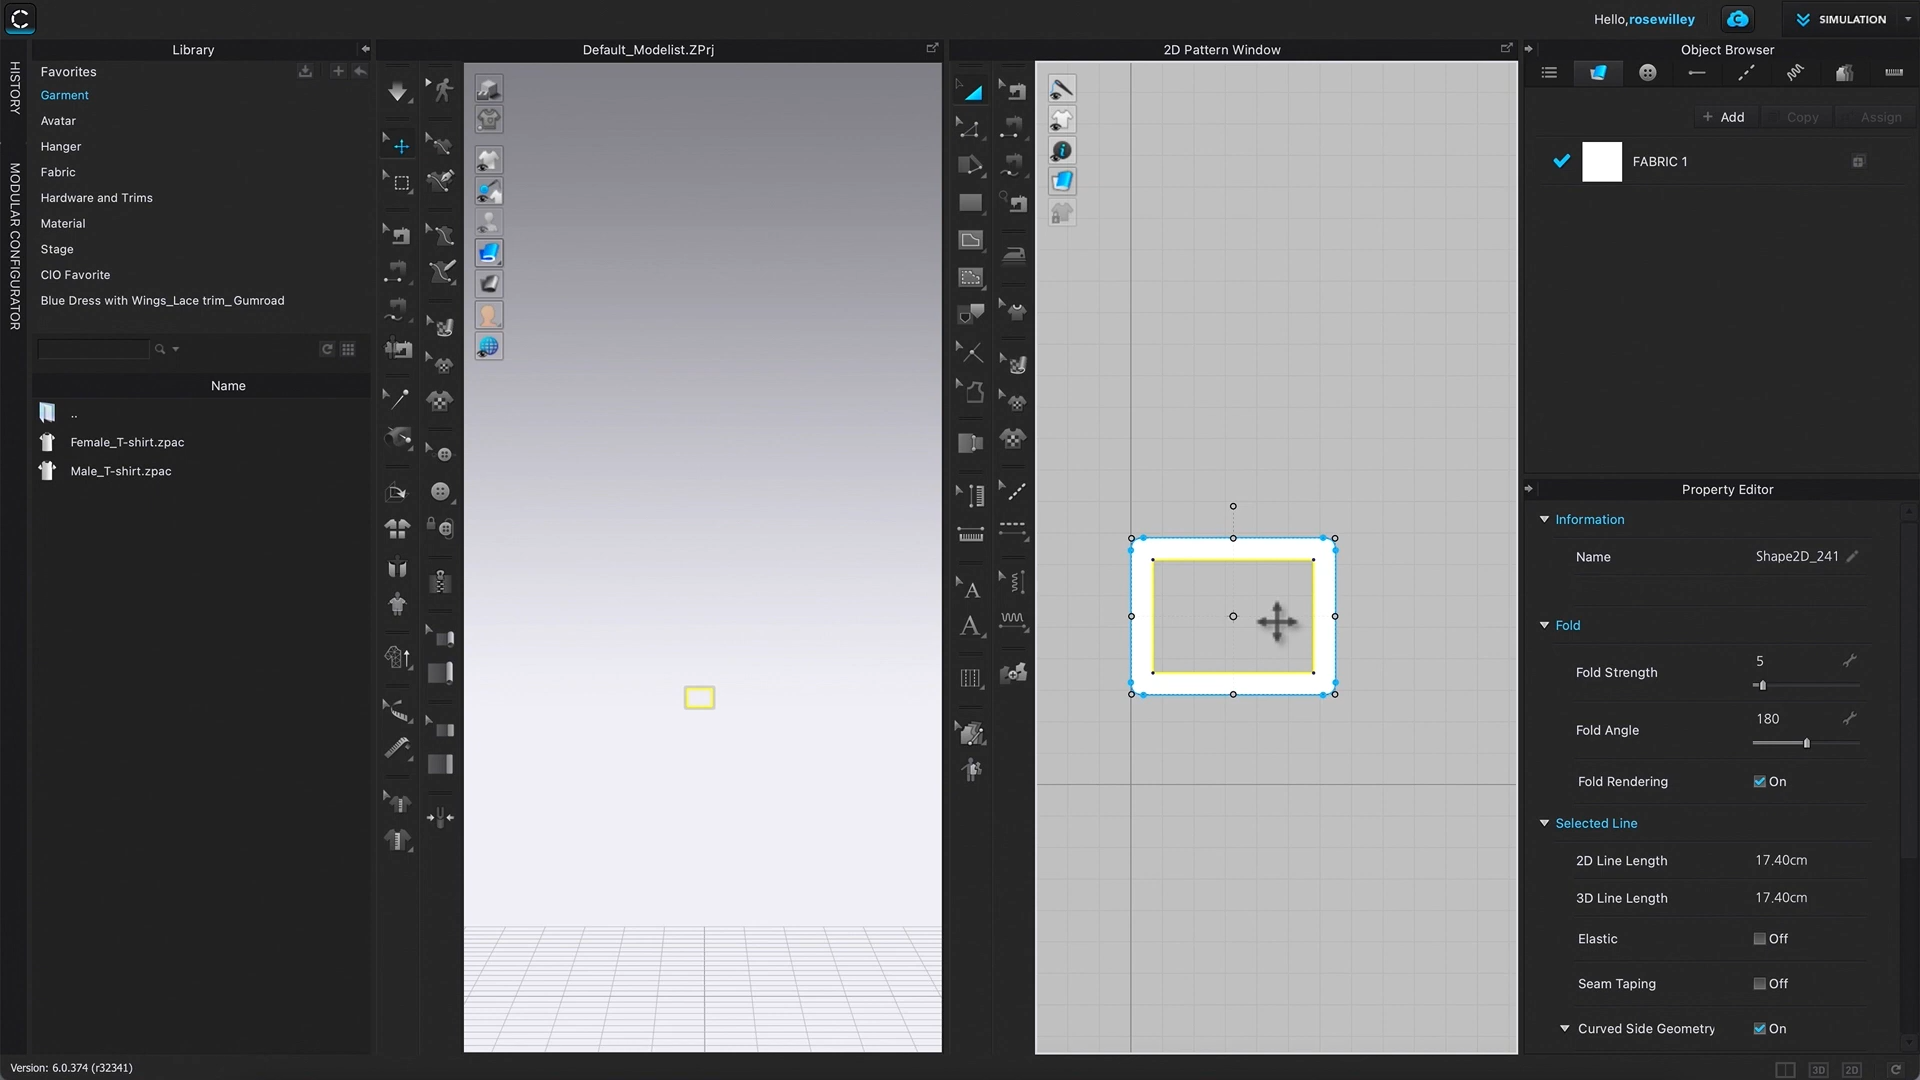 Hello,rosewilley
SIMULATION
HISTORY
MODULAR CONFIGURATOR
Library
Favorites
Garment
Avatar
Hanger
Fabric
Hardware and Trims
Material
Stage
ClO Favorite
Blue Dress with Wings_Lace trim_Gumroad
Name
..
Female_T-shirt.zpac
Male_T-shirt.zpac
Default_Modelist.ZPrj
2D Pattern Window
Object Browser
+ Add
Copy
Assign
FABRIC 1
Property Editor
Information
Name Shape2D_241
Fold
Fold Strength 5
Fold Angle 180
Fold Rendering On
Selected Line
2D Line Length 17.40cm
3D Line Length 17.40cm
Elastic Off
Seam Taping Off
Curved Side Geometry On
Version: 6.0.374 (r32341)
3D
2D